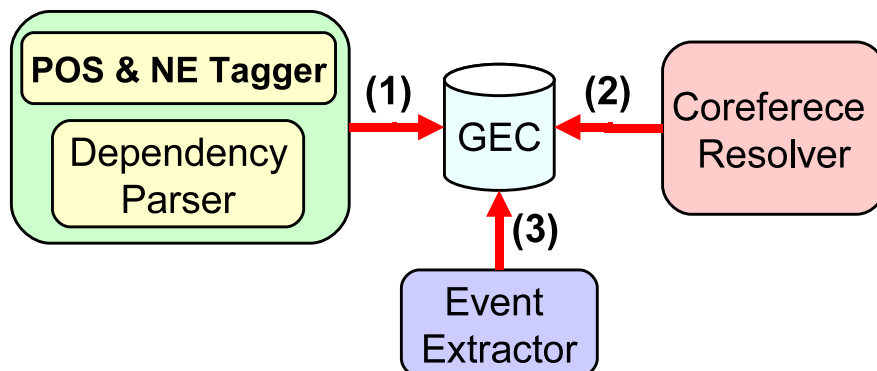 POS & NE Tagger
Dependency
Parser
(1)
GEC
(2)
Coreferece
Resolver
(3)
Event
Extractor